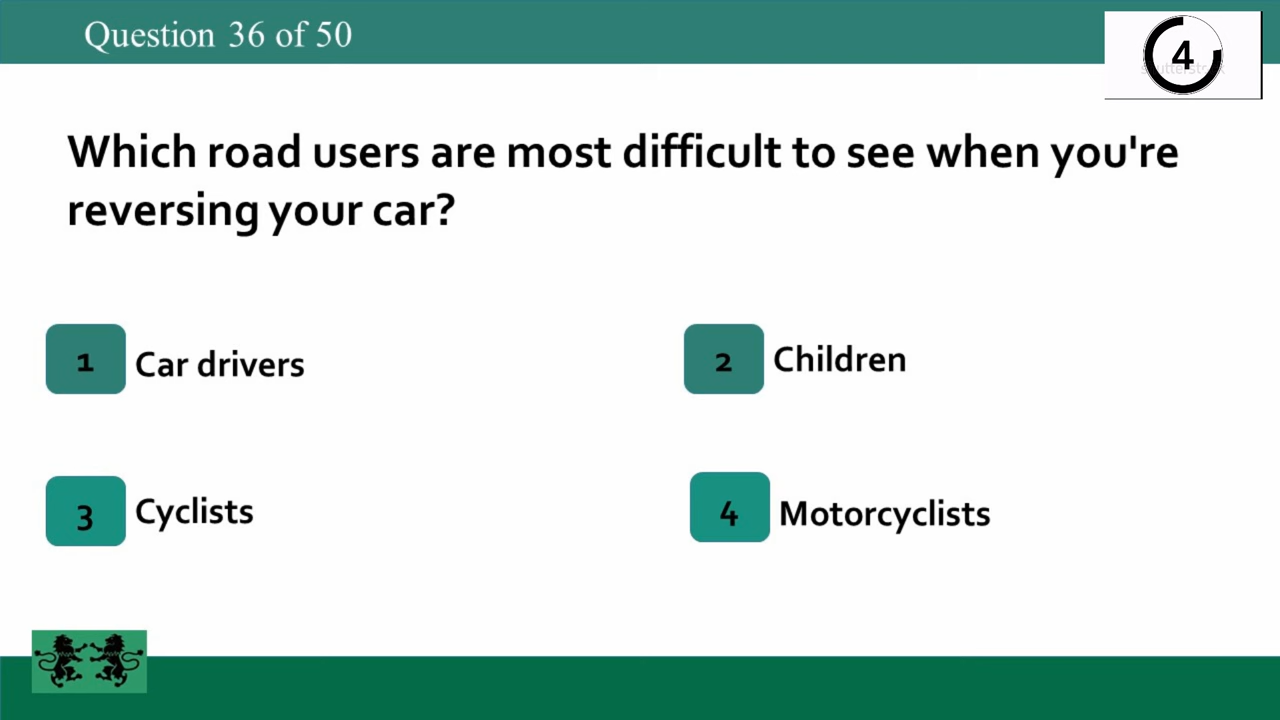 Question 36 of 50
4
Which road users are most difficult to see when you're
reversing your car?
1 Car drivers
2 Children
3 Cyclists
4 Motorcyclists